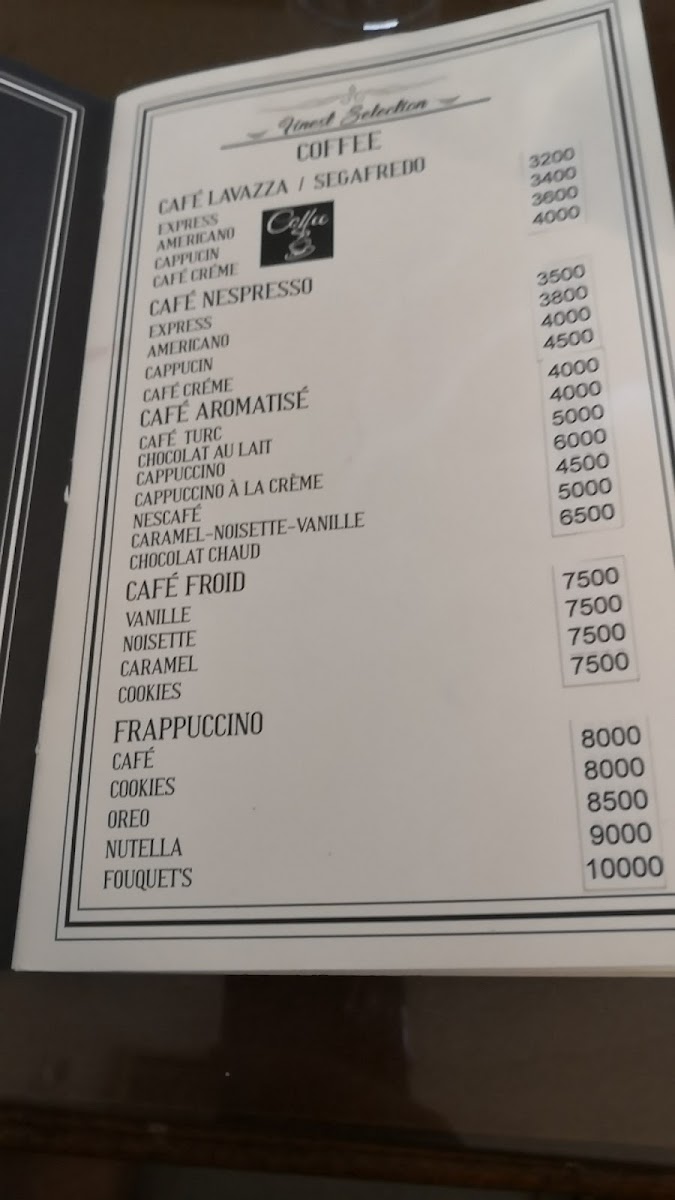 Finest Selection
COFFEE
CAFÉ LAVAZZA / SEGAFREDO
EXPRESS 3200
AMERICANO 3400
CAPPUCIN 3600
CAFÉ CRÉME 4000
Coffee
CAFÉ NESPRESSO
EXPRESS 3500
AMERICANO 3800
CAPPUCIN 4000
CAFÉ CRÉME 4500
CAFÉ AROMATISÉ
CAFÉ TURC 4000
CHOCOLAT AU LAIT 4000
CAPPUCCINO 5000
CAPPUCCINO À LA CRÈME 6000
NESCAFÉ 4500
CARAMEL-NOISETTE-VANILLE 5000
CHOCOLAT CHAUD 6500
CAFÉ FROID
VANILLE 7500
NOISETTE 7500
CARAMEL 7500
COOKIES 7500
FRAPPUCCINO
CAFÉ 8000
COOKIES 8000
OREO 8500
NUTELLA 9000
FOUQUET'S 10000